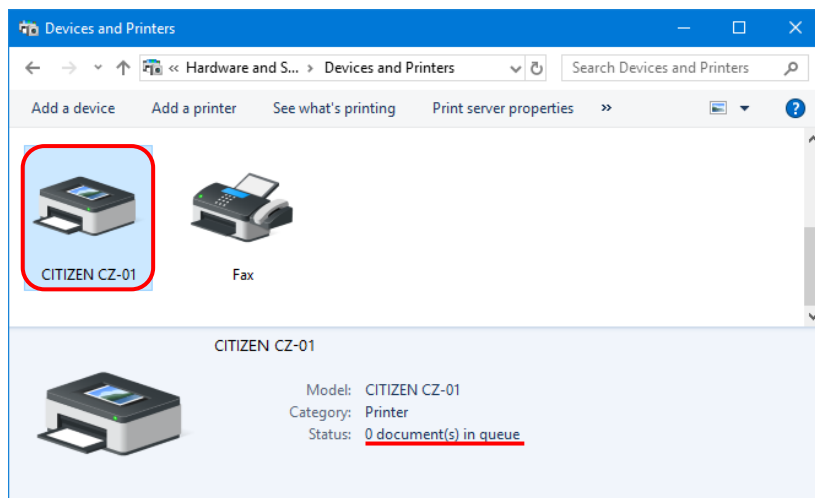 Devices and Printers
« Hardware and S... › Devices and Printers Search Devices and Printers
Add a device Add a printer See what's printing Print server properties »
CITIZEN CZ-01 Fax
CITIZEN CZ-01
Model: CITIZEN CZ-01
Category: Printer
Status: 0 document(s) in queue